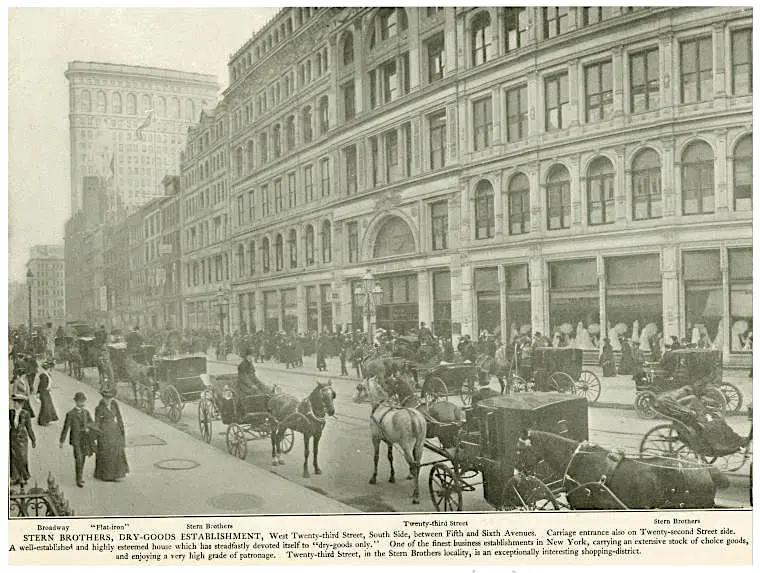 Broadway "Flat-iron" Stern Brothers Twenty-third Street Stern Brothers
STERN BROTHERS, DRY-GOODS ESTABLISHMENT, West Twenty-third Street, South Side, between Fifth and Sixth Avenues. Carriage entrance also on Twenty-second Street side.
A well-established and highly esteemed house which has steadfastly devoted itself to "dry-goods only." One of the finest business establishments in New York, carrying an extensive stock of choice goods,
and enjoying a very high grade of patronage. Twenty-third Street, in the Stern Brothers locality, is an exceptionally interesting shopping-district.